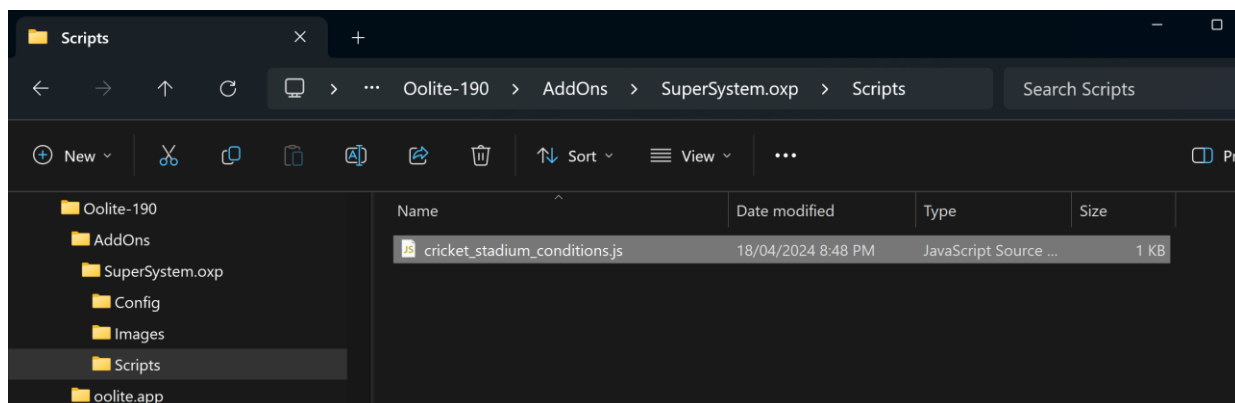 Scripts
Oolite-190 > AddOns > SuperSystem.oxp > Scripts
Search Scripts
New
Sort
View
Oolite-190
AddOns
SuperSystem.oxp
Config
Images
Scripts
oolite.app
Name Date modified Type Size
JS cricket_stadium_conditions.js 18/04/2024 8:48 PM JavaScript Source ... 1 KB